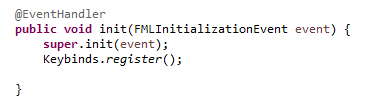 @EventHandler
public void init(FMLInitializationEvent event) {
    super.init(event);
    Keybinds.register();
}